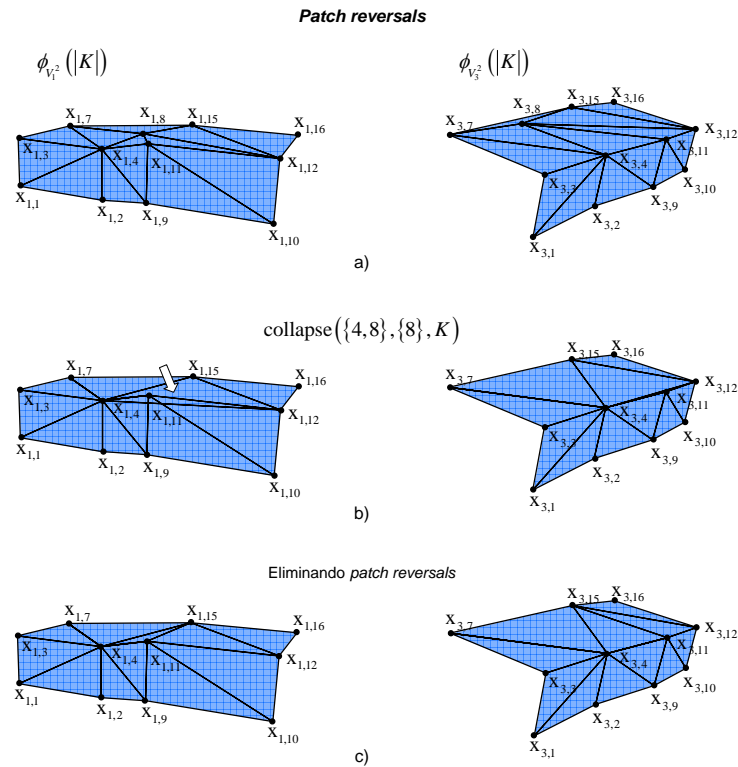 Patch reversals
ϕ_{V_1^2}(|K|)
ϕ_{V_3^2}(|K|)
x_{1,7}
x_{1,8}
x_{1,15}
x_{1,16}
x_{1,3}
x_{1,4}
x_{1,11}
x_{1,12}
x_{1,1}
x_{1,2}
x_{1,9}
x_{1,10}
x_{3,15}
x_{3,16}
x_{3,7}
x_{3,8}
x_{3,12}
x_{3,11}
x_{3,4}
x_{3,3}
x_{3,10}
x_{3,9}
x_{3,2}
x_{3,1}
a)
collapse({4,8},{8},K)
x_{1,7}
x_{1,15}
x_{1,16}
x_{1,3}
x_{1,4}
x_{1,11}
x_{1,12}
x_{1,1}
x_{1,2}
x_{1,9}
x_{1,10}
x_{3,15}
x_{3,16}
x_{3,7}
x_{3,12}
x_{3,11}
x_{3,4}
x_{3,3}
x_{3,10}
x_{3,9}
x_{3,2}
x_{3,1}
b)
Eliminando patch reversals
x_{1,7}
x_{1,15}
x_{1,16}
x_{1,3}
x_{1,4}
x_{1,11}
x_{1,12}
x_{1,1}
x_{1,2}
x_{1,9}
x_{1,10}
x_{3,15}
x_{3,16}
x_{3,7}
x_{3,12}
x_{3,11}
x_{3,4}
x_{3,3}
x_{3,10}
x_{3,9}
x_{3,2}
x_{3,1}
c)